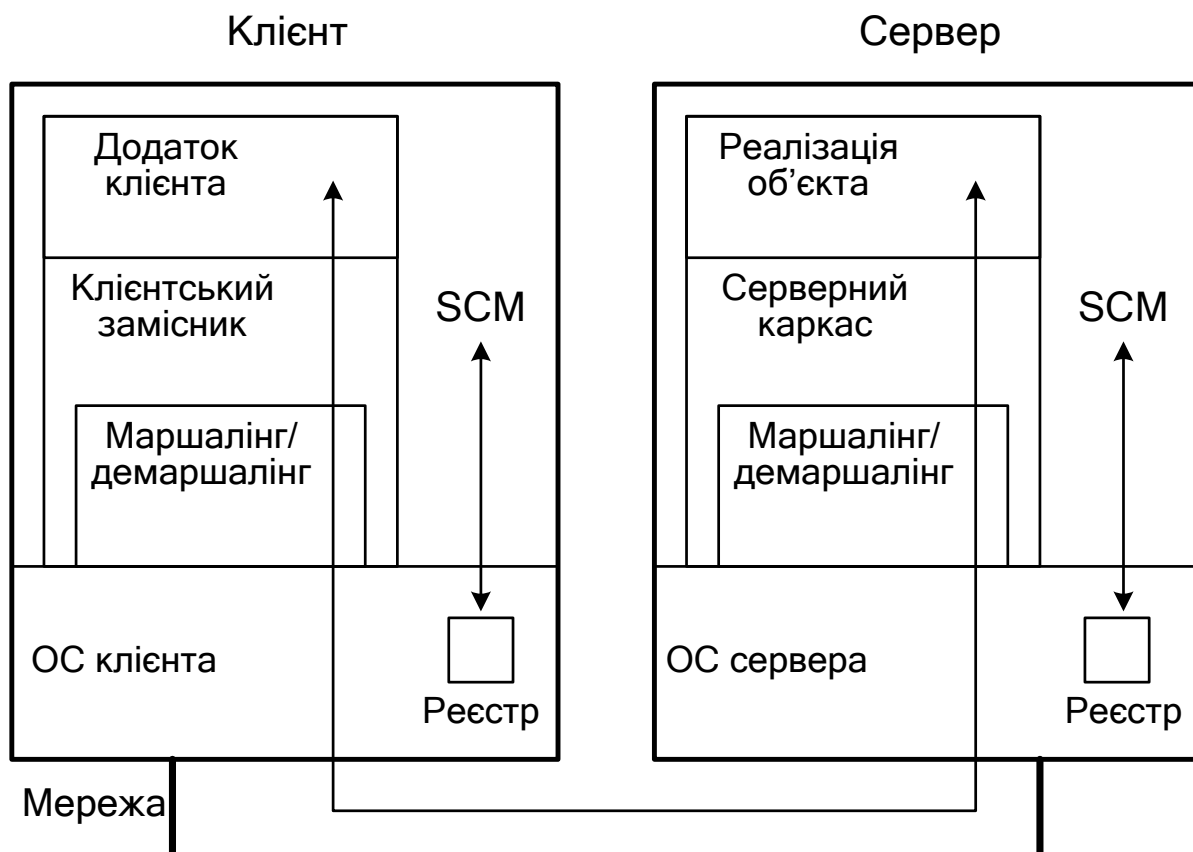 Клієнт
Сервер
Додаток
клієнта
Реалізація
об’єкта
Клієнтський
замісник
SCM
Серверний
каркас
SCM
Маршалінг/
демаршалінг
Маршалінг/
демаршалінг
ОС клієнта
Реєстр
ОС сервера
Реєстр
Мережа